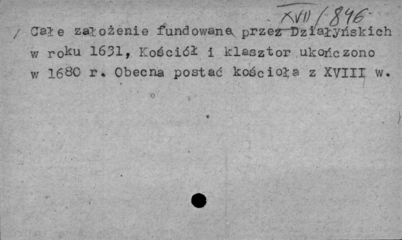 XVII/846
/ Całe założenie fundowane przez Działyńskich
w roku 1631, Kościół i klasztor ukończono
w 1680 r. Obecna postać kościoła z XVIII w.